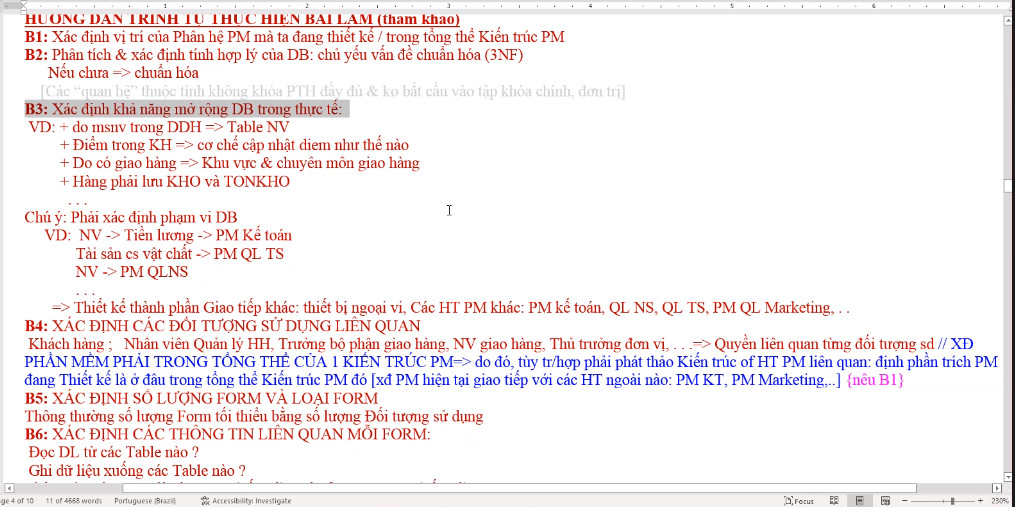 HƯỚNG DẪN TRÌNH TỰ THỰC HIỆN BÀI LÀM (tham khảo)
B1: Xác định vị trí của Phân hệ PM mà ta đang thiết kế / trong tổng thể Kiến trúc PM
B2: Phân tích & xác định tính hợp lý của DB: chủ yếu vấn đề chuẩn hóa (3NF)
Nếu chưa => chuẩn hóa
[Các “quan hệ” thuộc tính không khóa PTH đầy đủ & ko bắt cầu vào tập khóa chính, đơn trị]
B3: Xác định khả năng mở rộng DB trong thực tế:
VD: + do msnv trong DDH => Table NV
+ Điểm trong KH => cơ chế cập nhật diem như thế nào
+ Do có giao hàng => Khu vực & chuyên môn giao hàng
+ Hàng phải lưu KHO và TONKHO
. . .
Chú ý: Phải xác định phạm vi DB
VD: NV -> Tiền lương -> PM Kế toán
Tài sản cs vật chất -> PM QL TS
NV -> PM QLNS
. . .
=> Thiết kế thành phần Giao tiếp khác: thiết bị ngoại vi, Các HT PM khác: PM kế toán, QL NS, QL TS, PM QL Marketing, . .
B4: XÁC ĐỊNH CÁC ĐỐI TƯỢNG SỬ DỤNG LIÊN QUAN
Khách hàng ; Nhân viên Quản lý HH, Trưởng bộ phận giao hàng, NV giao hàng, Thủ trưởng đơn vị, . . .=> Quyền liên quan từng đối tượng sd // XĐ
PHẦN MỀM PHẢI TRONG TỔNG THỂ CỦA 1 KIẾN TRÚC PM=> do đó, tùy tr/hợp phải phát thảo Kiến trúc of HT PM liên quan: định phần trích PM
đang Thiết kế là ở đâu trong tổng thể Kiến trúc PM đó [xđ PM hiện tại giao tiếp với các HT ngoài nào: PM KT, PM Marketing,..] {nêu B1}
B5: XÁC ĐỊNH SỐ LƯỢNG FORM VÀ LOẠI FORM
Thông thường số lượng Form tối thiểu bằng số lượng Đối tượng sử dụng
B6: XÁC ĐỊNH CÁC THÔNG TIN LIÊN QUAN MỖI FORM:
Đọc DL từ các Table nào ?
Ghi dữ liệu xuống các Table nào ?
ge 4 of 10 11 of 4668 words Portuguese (Brazil) Accessibility: Investigate Focus 230%